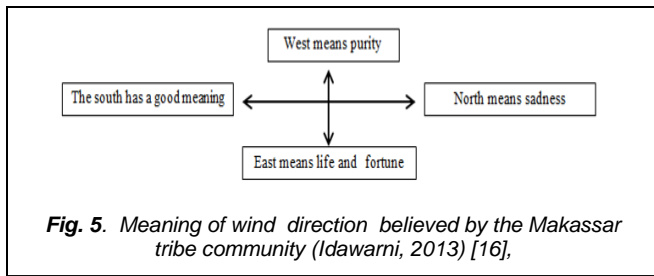 West means purity
The south has a good meaning
North means sadness
East means life and fortune
Fig. 5. Meaning of wind direction believed by the Makassar
tribe community (Idawarni, 2013) [16],